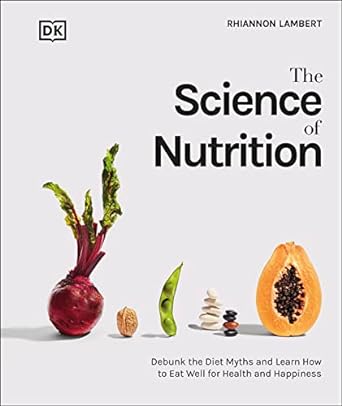 DK
RHIANNON LAMBERT
The
Science
of
Nutrition
Debunk the Diet Myths and Learn How
to Eat Well for Health and Happiness